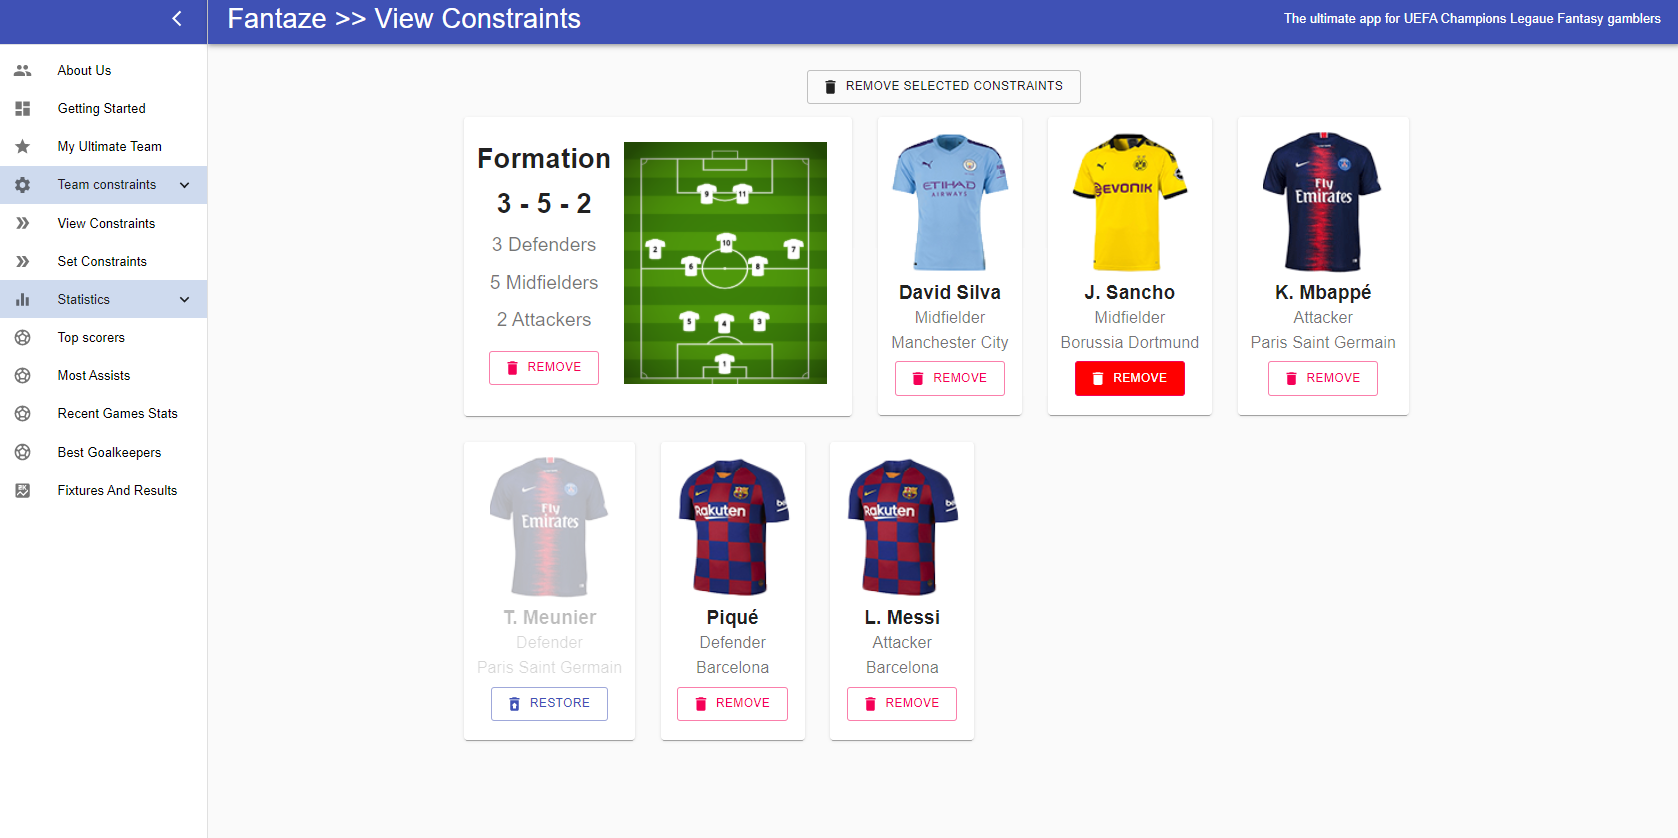 Fantaze >> View Constraints
The ultimate app for UEFA Champions Legaue Fantasy gamblers
About Us
Getting Started
My Ultimate Team
Team constraints
View Constraints
Set Constraints
Statistics
Top scorers
Most Assists
Recent Games Stats
Best Goalkeepers
Fixtures And Results
REMOVE SELECTED CONSTRAINTS
Formation
3 - 5 - 2
3 Defenders
5 Midfielders
2 Attackers
REMOVE
9 11
10
2 7
6 8
5 4 3
1
ETIHAD
AIRWAYS
David Silva
Midfielder
Manchester City
REMOVE
EVONIK
J. Sancho
Midfielder
Borussia Dortmund
REMOVE
Fly
Emirates
K. Mbappé
Attacker
Paris Saint Germain
REMOVE
Fly
Emirates
T. Meunier
Defender
Paris Saint Germain
RESTORE
Rakuten
Piqué
Defender
Barcelona
REMOVE
Rakuten
L. Messi
Attacker
Barcelona
REMOVE